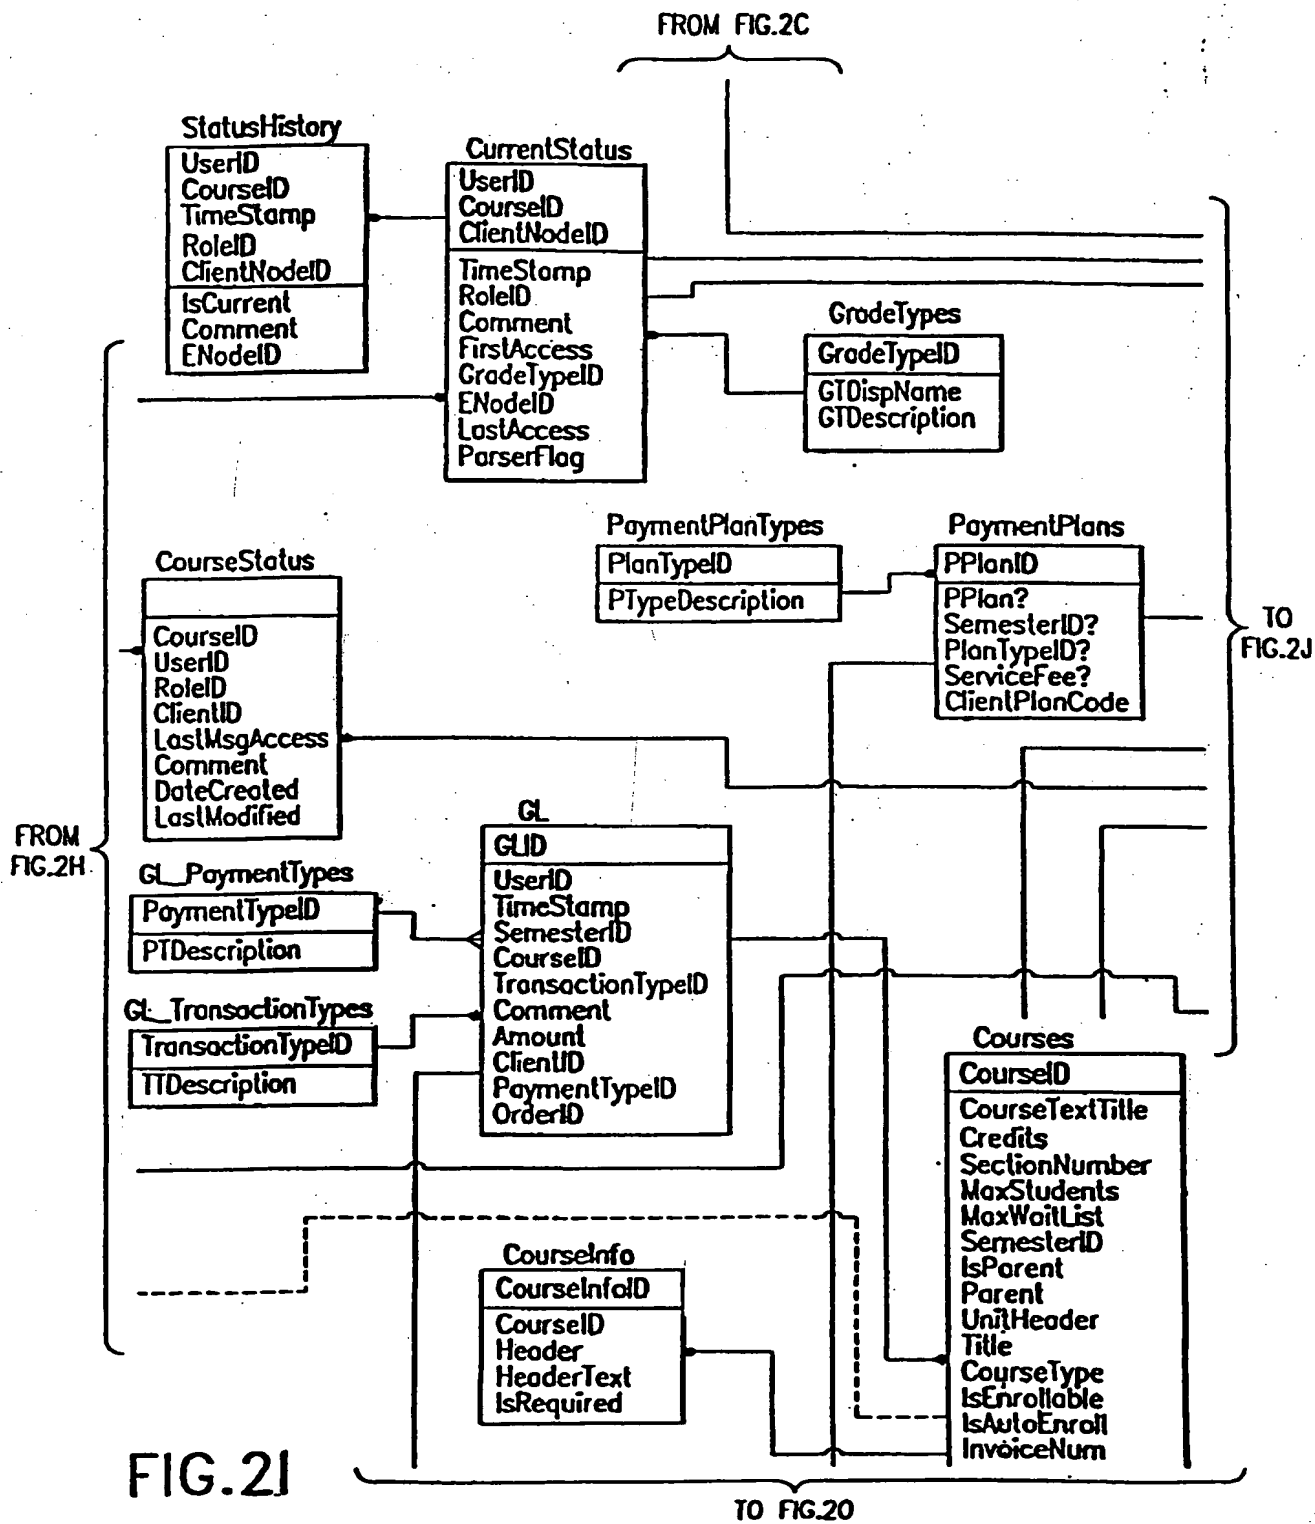 FROM FIG.2C
StatusHistory
UserID
CourseID
TimeStamp
RoleID
ClientNodeID
IsCurrent
Comment
ENodeID
CurrentStatus
UserID
CourseID
ClientNodeID
TimeStamp
RoleID
Comment
FirstAccess
GradeTypeID
ENodeID
LastAccess
ParserFlag
GradeTypes
GradeTypeID
GTDispName
GTDescription
PaymentPlanTypes
PlanTypeID
PTypeDescription
PaymentPlans
PPlanID
PPlan?
SemesterID?
PlanTypeID?
ServiceFee?
ClientPlanCode
TO
FIG.2J
CourseStatus
CourseID
UserID
RoleID
ClientID
LastMsgAccess
Comment
DateCreated
LastModified
FROM
FIG.2H
GL_PaymentTypes
PaymentTypeID
PTDescription
GL_TransactionTypes
TransactionTypeID
TTDescription
GL
GLID
UserID
TimeStamp
SemesterID
CourseID
TransactionTypeID
Comment
Amount
ClientID
PaymentTypeID
OrderID
Courses
CourseID
CourseTextTitle
Credits
SectionNumber
MaxStudents
MaxWaitList
SemesterID
IsParent
Parent
UnitHeader
Title
CourseType
IsEnrollable
IsAutoEnroll
InvoiceNum
CourseInfo
CourseInfoID
CourseID
Header
HeaderText
IsRequired
FIG.2I
TO FIG.2O